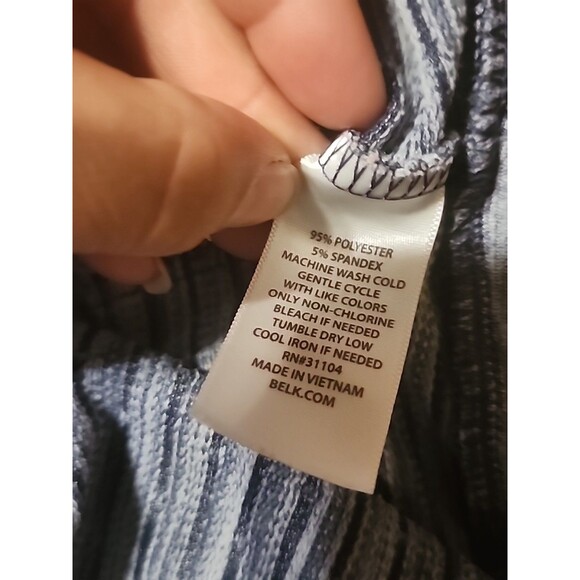 95% POLYESTER
5% SPANDEX
MACHINE WASH COLD
GENTLE CYCLE
WITH LIKE COLORS
ONLY NON-CHLORINE
BLEACH IF NEEDED
TUMBLE DRY LOW
COOL IRON IF NEEDED
RN#31104
MADE IN VIETNAM
BELK.COM